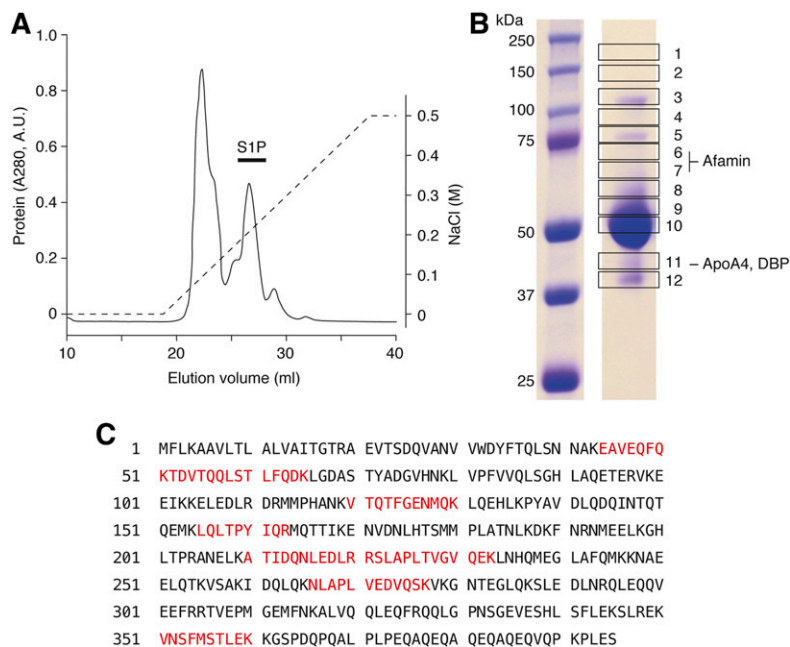 A
Protein (A280, A.U.)
1.0
0.8
0.6
0.4
0.2
0
S1P
0.5
0.4
0.3
0.2
0.1
0
NaCl (M)
10 20 30 40
Elution volume (ml)
B
kDa
250
150
100
75
50
37
25
1
2
3
4
5
6
7
Afamin
8
9
10
11 ApoA4, DBP
12
C
1 MFLKAAVLTL ALVAITGTRA EVTSDQVANV VWDYFTQLSN NAKEAVEQFQ
51 KTDVTQQLST LFQDKLGDAS TYADGVHNKL VPFVVQLSGH LAQETERVKE
101 EIKKELEDLR DRMMPHANKV TQTFGENMQK LQEHLKPYAV DLQDQINTQT
151 QEMKLQLTPY IQRMQTTIKE NVDNLHTSMM PLATNLKDKF NRNMEELKGH
201 LTPRANELKA TIDQNLEDLR RSLAPLTVGV QEKLNHQMEG LAFQMKKNAE
251 ELQTKVSAKI DQLQKNLAPL VEDVQSKVKG NTEGLQKSLE DLNRQLEQQV
301 EEFRRTVEPM GEMFNKALVQ QLEQFRQQLG PNSGEVESHL SFLEKSLREK
351 VNSFMSTLEK KGSPDQPQAL PLPEQAQEQA QEQAQEQVQP KPLES